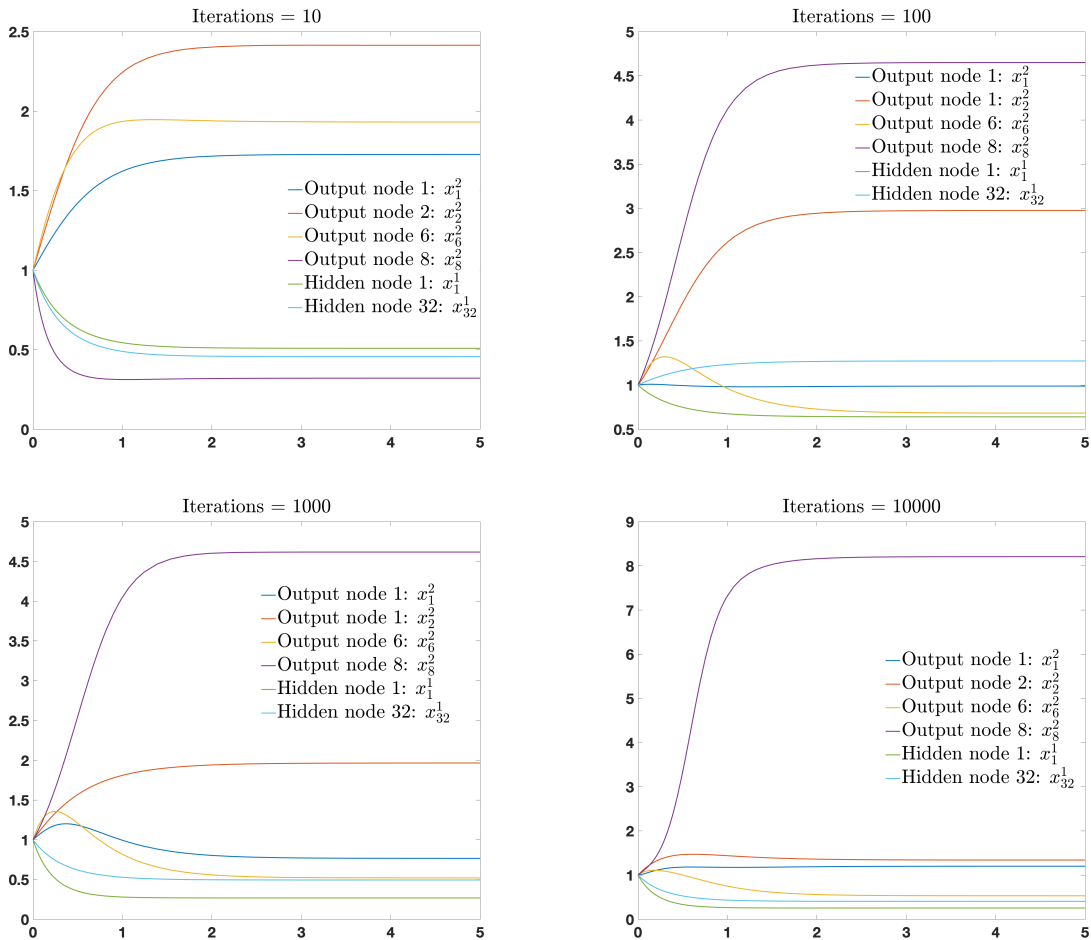 Iterations = 10
2.5
2
1.5
1
0.5
0
0 1 2 3 4 5
Output node 1: x_1^2
Output node 2: x_2^2
Output node 6: x_6^2
Output node 8: x_8^2
Hidden node 1: x_1^1
Hidden node 32: x_{32}^1
Iterations = 100
5
4.5
4
3.5
3
2.5
2
1.5
1
0.5
0 1 2 3 4 5
Output node 1: x_1^2
Output node 1: x_2^2
Output node 6: x_6^2
Output node 8: x_8^2
Hidden node 1: x_1^1
Hidden node 32: x_{32}^1
Iterations = 1000
5
4.5
4
3.5
3
2.5
2
1.5
1
0.5
0
0 1 2 3 4 5
Output node 1: x_1^2
Output node 1: x_2^2
Output node 6: x_6^2
Output node 8: x_8^2
Hidden node 1: x_1^1
Hidden node 32: x_{32}^1
Iterations = 10000
9
8
7
6
5
4
3
2
1
0
0 1 2 3 4 5
Output node 1: x_1^2
Output node 2: x_2^2
Output node 6: x_6^2
Output node 8: x_8^2
Hidden node 1: x_1^1
Hidden node 32: x_{32}^1